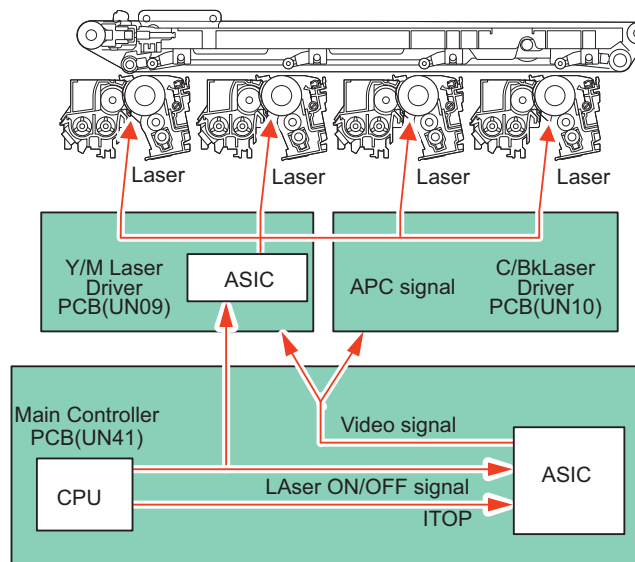 Laser
Laser
Laser
Laser
Y/M Laser
Driver
PCB(UN09)
ASIC
APC signal
C/BkLaser
Driver
PCB(UN10)
Main Controller
PCB(UN41)
Video signal
CPU
LAser ON/OFF signal
ITOP
ASIC